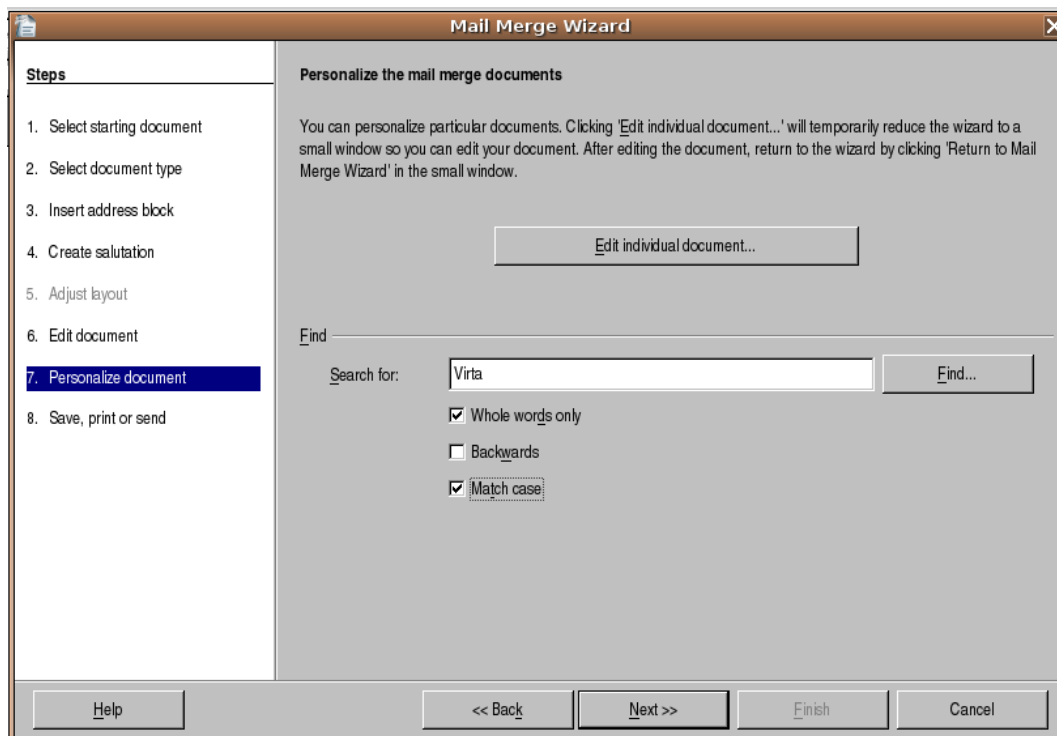 Mail Merge Wizard
Steps
1. Select starting document
2. Select document type
3. Insert address block
4. Create salutation
5. Adjust layout
6. Edit document
7. Personalize document
8. Save, print or send
Personalize the mail merge documents
You can personalize particular documents. Clicking 'Edit individual document...' will temporarily reduce the wizard to a
small window so you can edit your document. After editing the document, return to the wizard by clicking 'Return to Mail
Merge Wizard' in the small window.
Edit individual document...
Find
Search for: Virta Find...
Whole words only
Backwards
Match case
Help << Back Next >> Finish Cancel